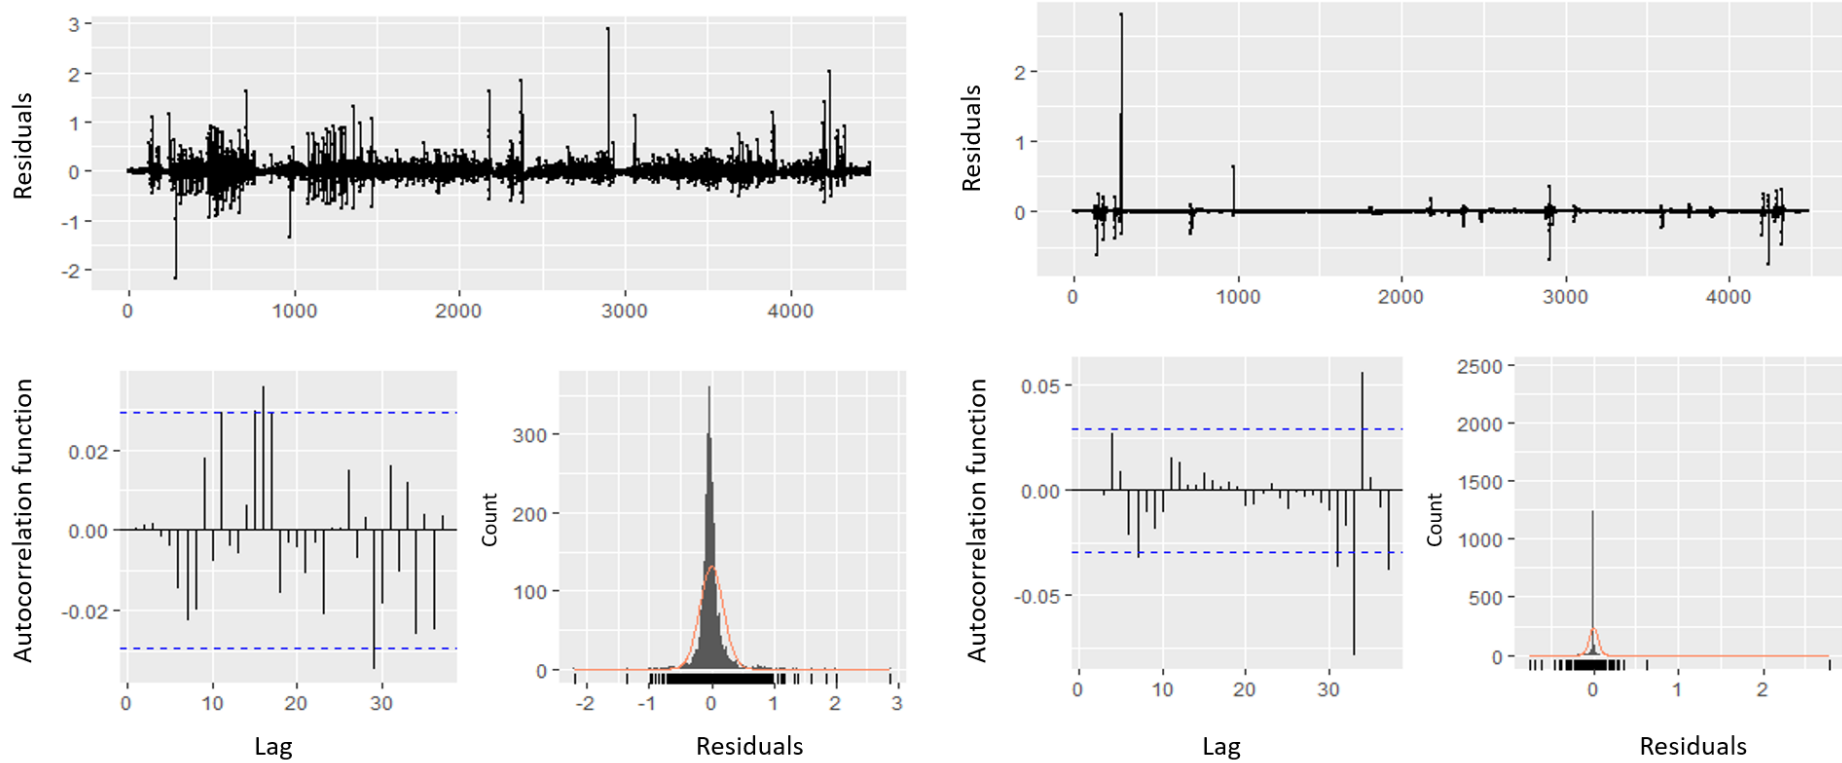 Residuals
3
2
1
0
-1
-2
0 1000 2000 3000 4000
Residuals
2
1
0
0 1000 2000 3000 4000
Autocorrelation function
0.02
0.00
-0.02
0 10 20 30
Lag
Count
300
200
100
0
-2 -1 0 1 2 3
Residuals
Autocorrelation function
0.05
0.00
-0.05
0 10 20 30
Lag
Count
2500
2000
1500
1000
500
0
0 1 2
Residuals